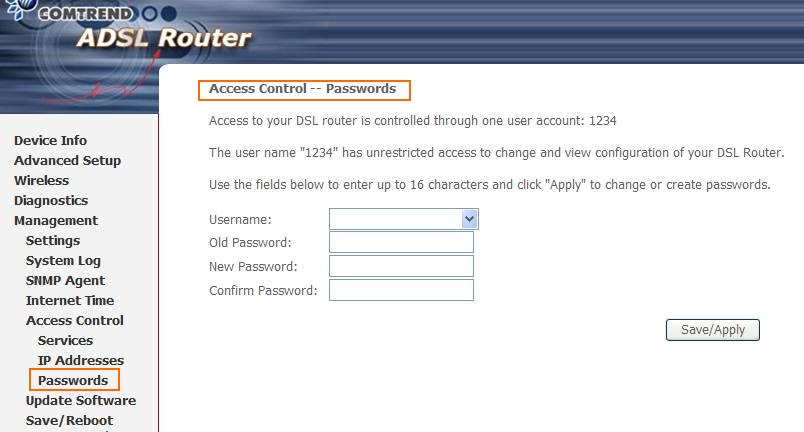 COMTREND
ADSL Router
Access Control -- Passwords
Access to your DSL router is controlled through one user account: 1234
The user name "1234" has unrestricted access to change and view configuration of your DSL Router.
Use the fields below to enter up to 16 characters and click "Apply" to change or create passwords.
Username:
Old Password:
New Password:
Confirm Password:
Save/Apply
Device Info
Advanced Setup
Wireless
Diagnostics
Management
Settings
System Log
SNMP Agent
Internet Time
Access Control
Services
IP Addresses
Passwords
Update Software
Save/Reboot